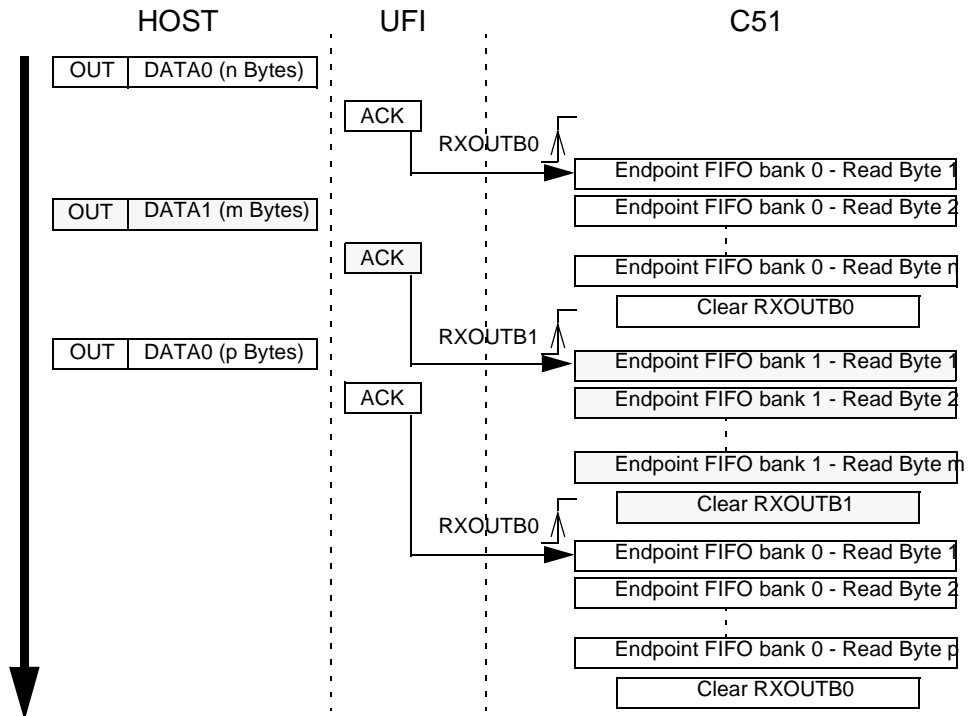 HOST UFI C51
OUT DATA0 (n Bytes)
ACK
RXOUTB0
Endpoint FIFO bank 0 - Read Byte 1
OUT DATA1 (m Bytes)
Endpoint FIFO bank 0 - Read Byte 2
ACK
Endpoint FIFO bank 0 - Read Byte n
Clear RXOUTB0
RXOUTB1
OUT DATA0 (p Bytes)
Endpoint FIFO bank 1 - Read Byte 1
ACK
Endpoint FIFO bank 1 - Read Byte 2
Endpoint FIFO bank 1 - Read Byte m
Clear RXOUTB1
RXOUTB0
Endpoint FIFO bank 0 - Read Byte 1
Endpoint FIFO bank 0 - Read Byte 2
Endpoint FIFO bank 0 - Read Byte p
Clear RXOUTB0